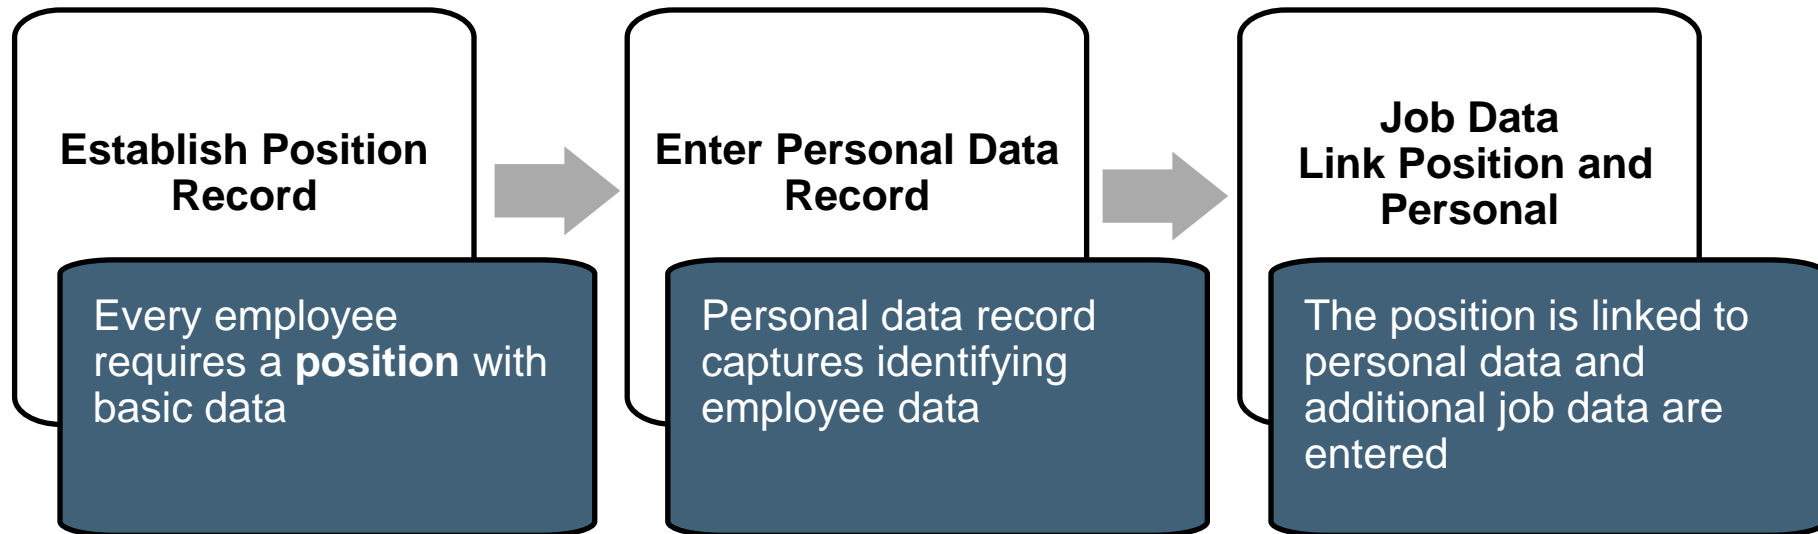 Establish Position
Record
Every employee
requires a position with
basic data
Enter Personal Data
Record
Personal data record
captures identifying
employee data
Job Data
Link Position and
Personal
The position is linked to
personal data and
additional job data are
entered